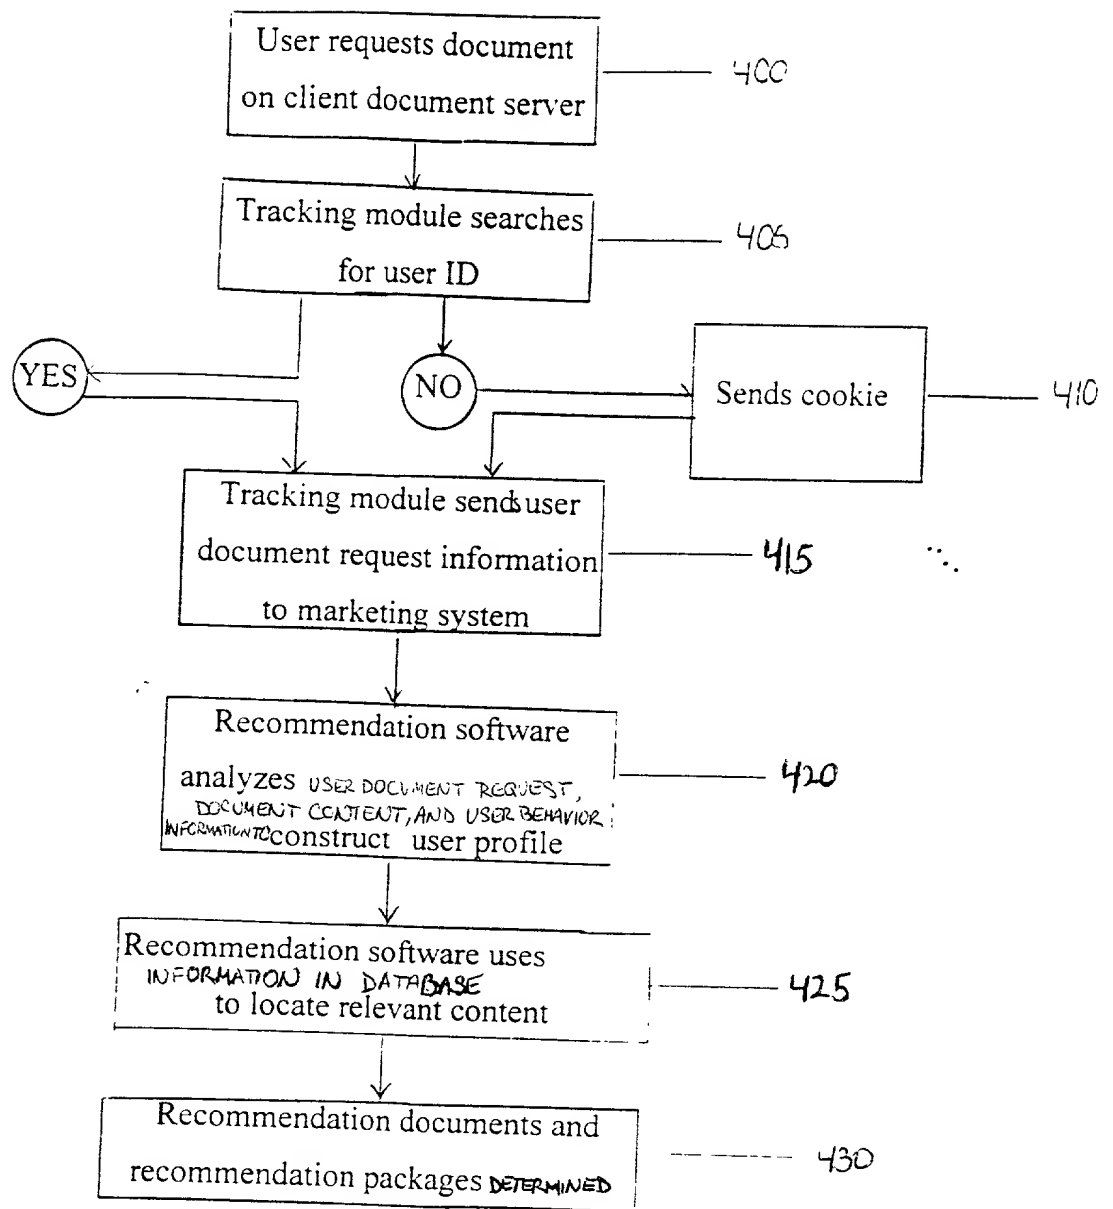 User requests document
on client document server
400
Tracking module searches
for user ID
405
YES
NO
Sends cookie
410
Tracking module sends user
document request information
to marketing system
415
Recommendation software
analyzes USER DOCUMENT REQUEST,
DOCUMENT CONTENT, AND USER BEHAVIOR
INFORMATION TO construct user profile
420
Recommendation software uses
INFORMATION IN DATABASE
to locate relevant content
425
Recommendation documents and
recommendation packages DETERMINED
430